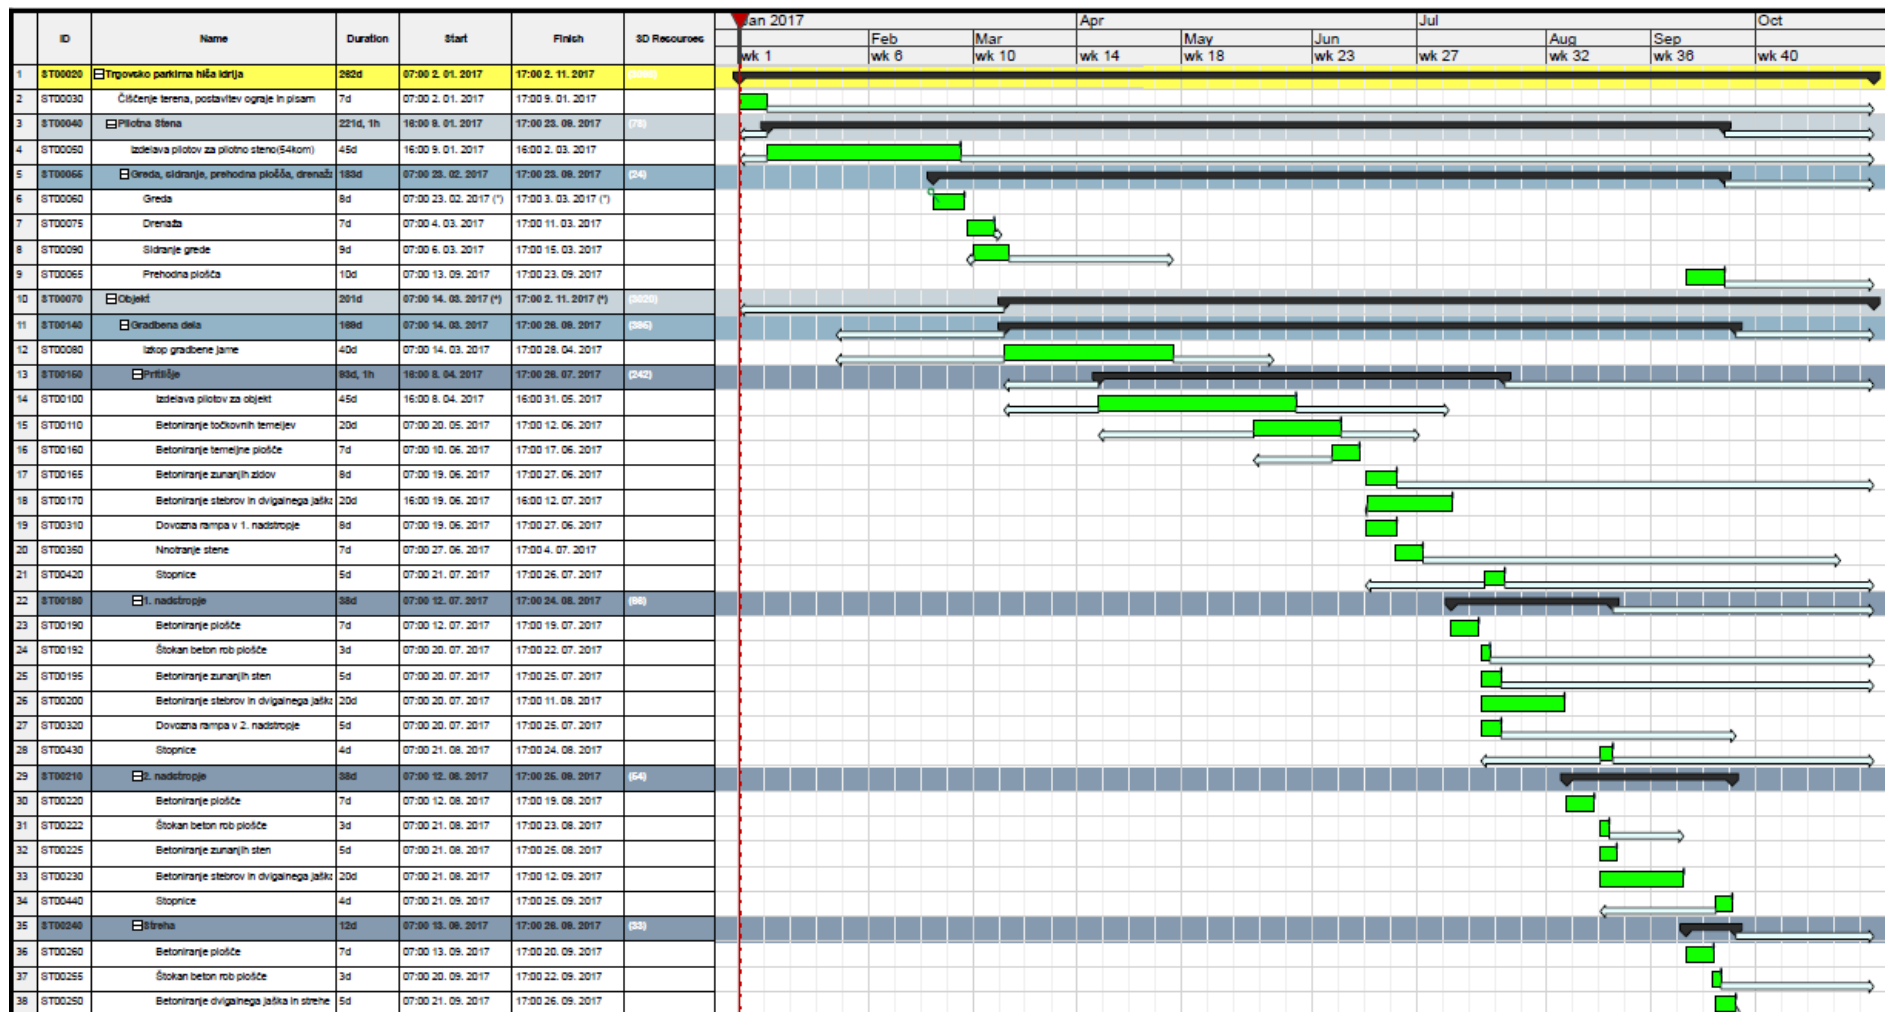 Jan 2017 Apr Jul Oct
ID Name Duration Start Finish 3D Resources Feb Mar May Jun Aug Sep
wk 1 wk 6 wk 10 wk 14 wk 18 wk 23 wk 27 wk 32 wk 36 wk 40
1 ST00020 Trgovsko parkirna hiša Idrija 262d 07:00 2. 01. 2017 17:00 2. 11. 2017
2 ST00030 Čiščenje terena, postavitev ograje in pisarn 7d 07:00 2. 01. 2017 17:00 9. 01. 2017
3 ST00040 Pilotna Stena 221d, 1h 16:00 9. 01. 2017 17:00 23. 09. 2017 (78)
4 ST00050 Izdelava pilotov za pilotno steno(54kom) 45d 16:00 9. 01. 2017 16:00 2. 03. 2017
5 ST00055 Greda, sidranje, prehodna plošča, drenaža 183d 07:00 23. 02. 2017 17:00 23. 09. 2017 (24)
6 ST00060 Greda 8d 07:00 23. 02. 2017 (*) 17:00 3. 03. 2017 (*)
7 ST00075 Drenaža 7d 07:00 4. 03. 2017 17:00 11. 03. 2017
8 ST00090 Sidranje grede 9d 07:00 6. 03. 2017 17:00 15. 03. 2017
9 ST00065 Prehodna plošča 10d 07:00 13. 09. 2017 17:00 23. 09. 2017
10 ST00070 Objekt 201d 07:00 14. 03. 2017 (*) 17:00 2. 11. 2017 (*) (3020)
11 ST00140 Gradbena dela 169d 07:00 14. 03. 2017 17:00 26. 09. 2017 (386)
12 ST00080 Izkop gradbene jame 40d 07:00 14. 03. 2017 17:00 28. 04. 2017
13 ST00150 Pritličje 93d, 1h 16:00 8. 04. 2017 17:00 26. 07. 2017 (242)
14 ST00100 Izdelava pilotov za objekt 45d 16:00 8. 04. 2017 16:00 31. 05. 2017
15 ST00110 Betoniranje točkovnih temeljev 20d 07:00 20. 05. 2017 17:00 12. 06. 2017
16 ST00160 Betoniranje temeljne plošče 7d 07:00 10. 06. 2017 17:00 17. 06. 2017
17 ST00165 Betoniranje zunanjih zidov 8d 07:00 19. 06. 2017 17:00 27. 06. 2017
18 ST00170 Betoniranje stebrov in dvigalnega jaška 20d 16:00 19. 06. 2017 16:00 12. 07. 2017
19 ST00310 Dovozna rampa v 1. nadstropje 8d 07:00 19. 06. 2017 17:00 27. 06. 2017
20 ST00350 Nnotranje stene 7d 07:00 27. 06. 2017 17:00 4. 07. 2017
21 ST00420 Stopnice 5d 07:00 21. 07. 2017 17:00 26. 07. 2017
22 ST00180 1. nadstropje 38d 07:00 12. 07. 2017 17:00 24. 08. 2017
23 ST00190 Betoniranje plošče 7d 07:00 12. 07. 2017 17:00 19. 07. 2017
24 ST00192 Štokan beton rob plošče 3d 07:00 20. 07. 2017 17:00 22. 07. 2017
25 ST00195 Betoniranje zunanjih sten 5d 07:00 20. 07. 2017 17:00 25. 07. 2017
26 ST00200 Betoniranje stebrov in dvigalnega jaška 20d 07:00 20. 07. 2017 17:00 11. 08. 2017
27 ST00320 Dovozna rampa v 2. nadstropje 5d 07:00 20. 07. 2017 17:00 25. 07. 2017
28 ST00430 Stopnice 4d 07:00 21. 08. 2017 17:00 24. 08. 2017
29 ST00210 2. nadstropje 38d 07:00 12. 08. 2017 17:00 25. 09. 2017 (54)
30 ST00220 Betoniranje plošče 7d 07:00 12. 08. 2017 17:00 19. 08. 2017
31 ST00222 Štokan beton rob plošče 3d 07:00 21. 08. 2017 17:00 23. 08. 2017
32 ST00225 Betoniranje zunanjih sten 5d 07:00 21. 08. 2017 17:00 25. 08. 2017
33 ST00230 Betoniranje stebrov in dvigalnega jaška 20d 07:00 21. 08. 2017 17:00 12. 09. 2017
34 ST00440 Stopnice 4d 07:00 21. 09. 2017 17:00 25. 09. 2017
35 ST00240 Streha 12d 07:00 13. 09. 2017 17:00 26. 09. 2017 (33)
36 ST00260 Betoniranje plošče 7d 07:00 13. 09. 2017 17:00 20. 09. 2017
37 ST00255 Štokan beton rob plošče 3d 07:00 20. 09. 2017 17:00 22. 09. 2017
38 ST00250 Betoniranje dvigalnega jaška in strehe 5d 07:00 21. 09. 2017 17:00 26. 09. 2017